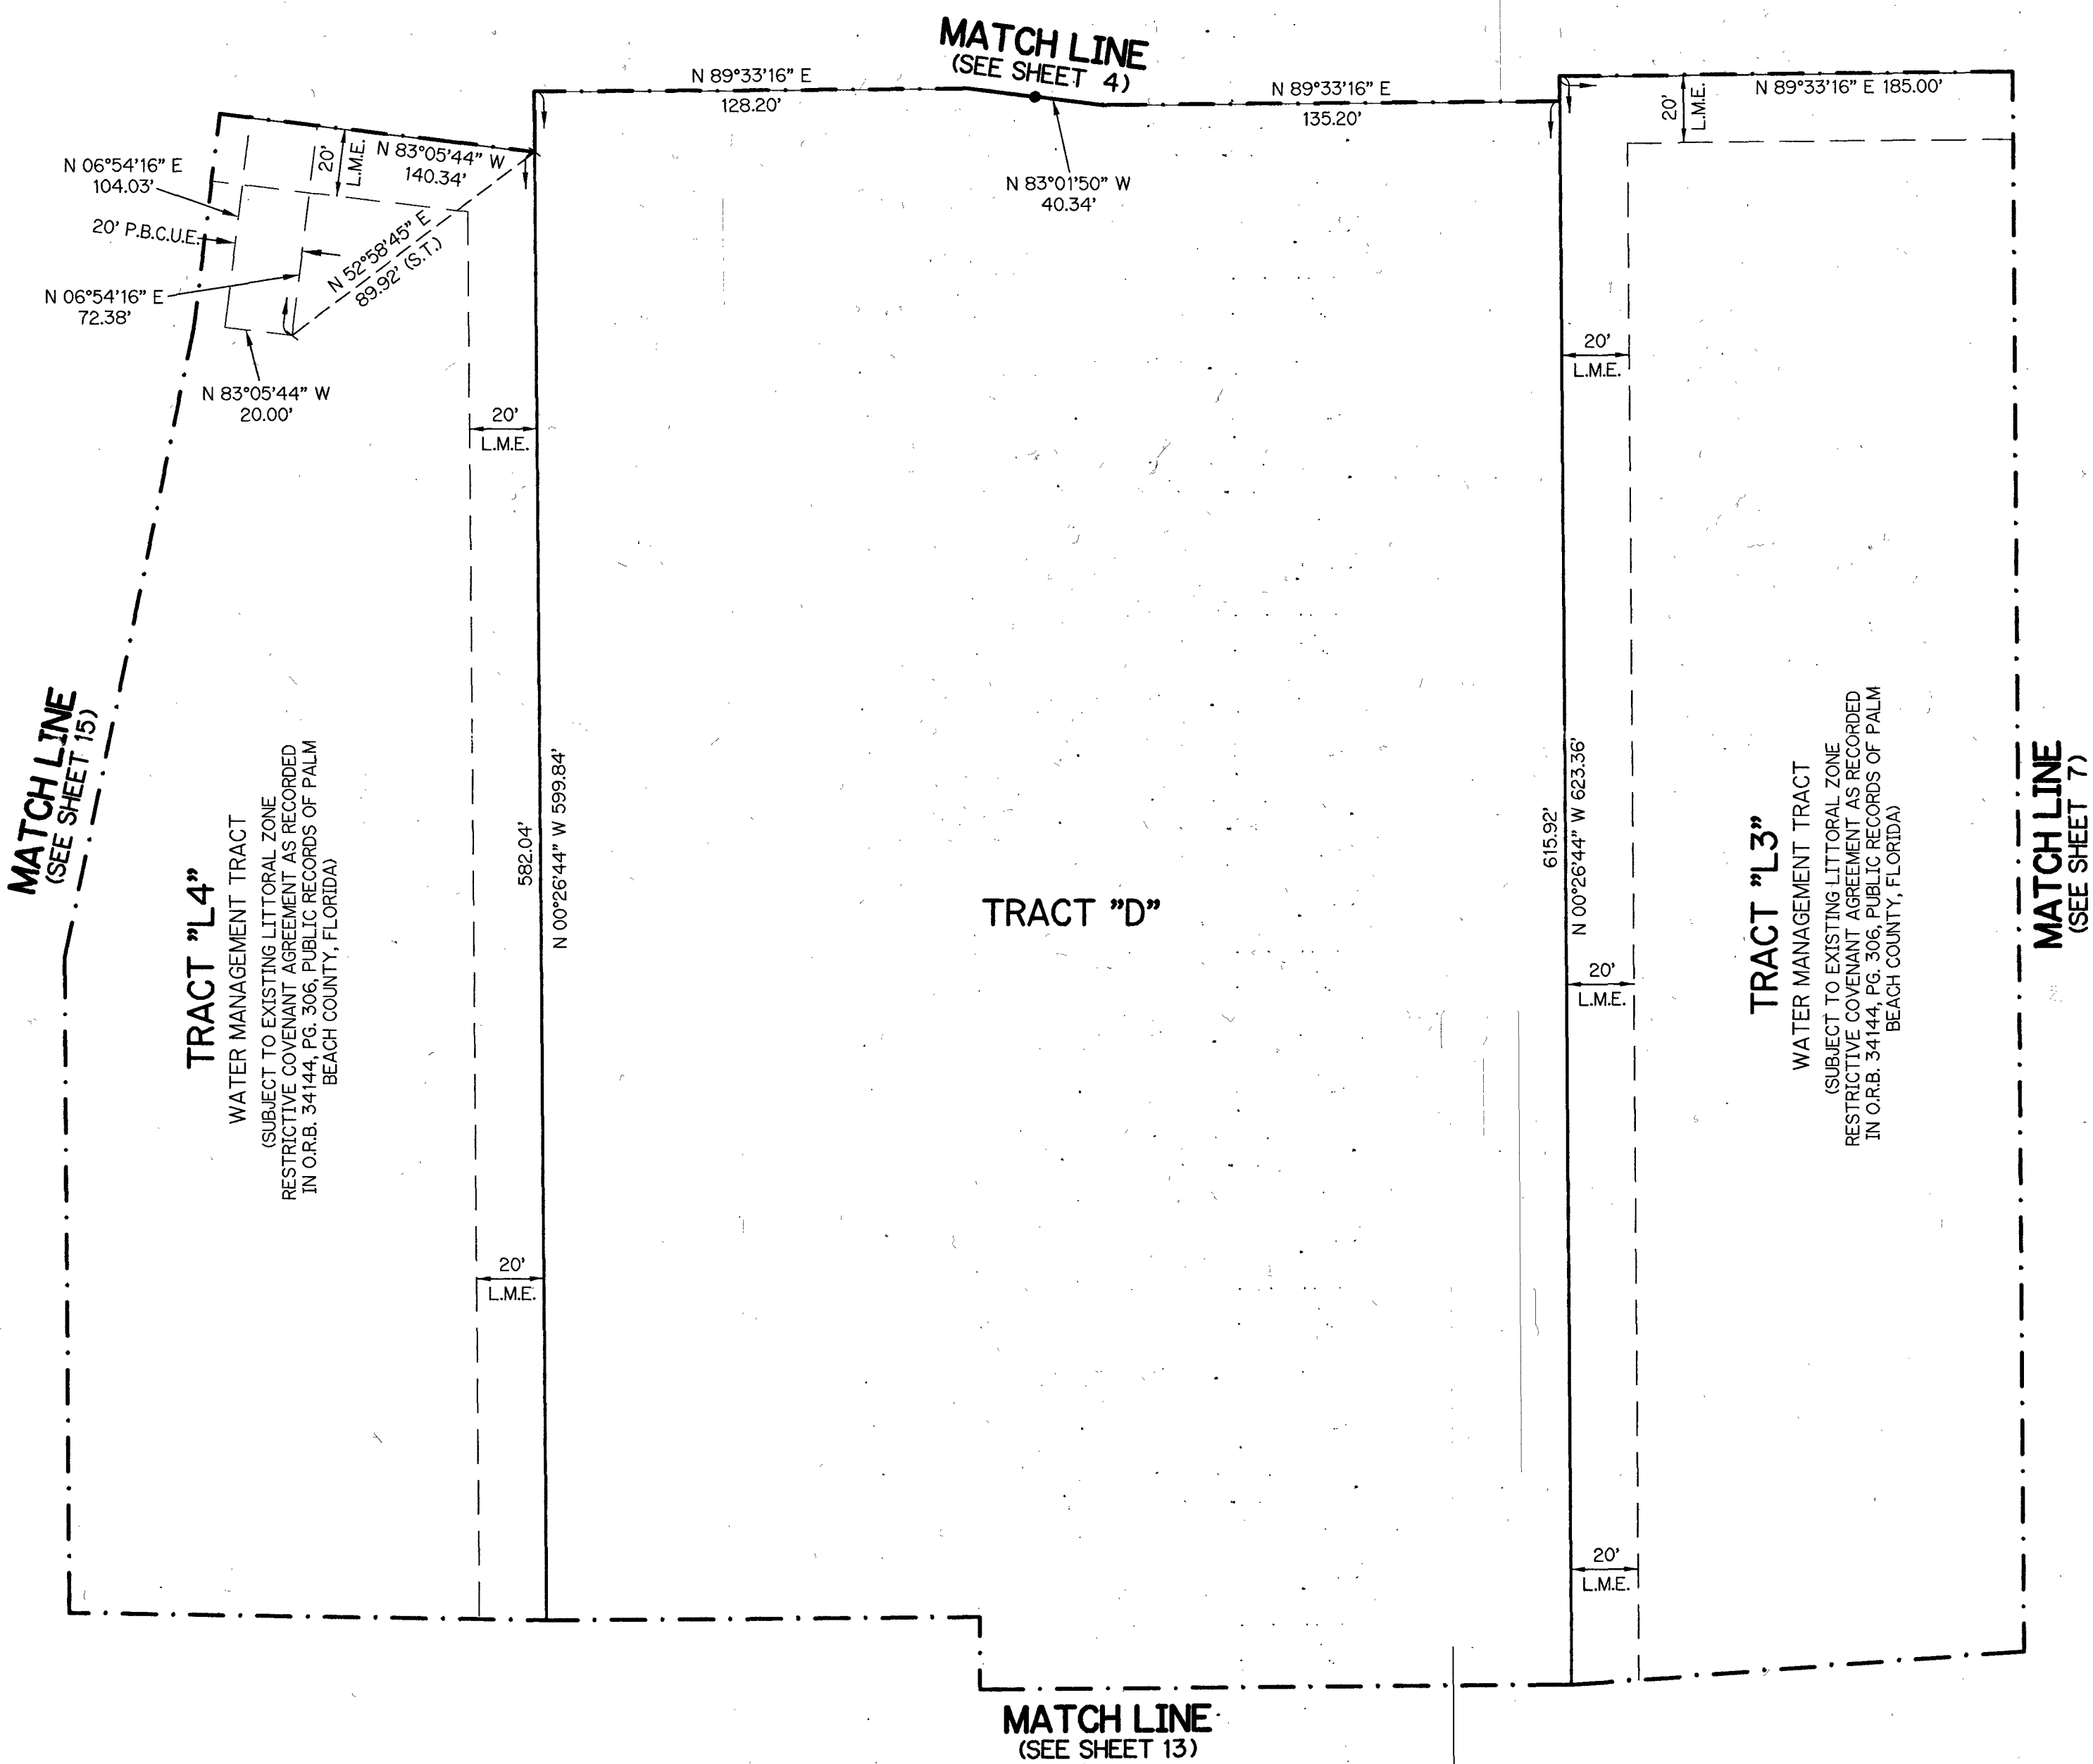 MATCH LINE
(SEE SHEET 4)
N 89°33'16" E
128.20'
N 89°33'16" E
135.20'
N 83°01'50" W
40.34'
N 89°33'16" E 185.00'
20'
L.M.E.
N 83°05'44" W
140.34'
20'
L.M.E.
N 06°54'16" E
104.03'
20' P.B.C.U.E.
N 06°54'16" E
72.38'
N 52°58'45" E
89.92' (S.T.)
N 83°05'44" W
20.00'
20'
L.M.E.
20'
L.M.E.
MATCH LINE
(SEE SHEET 15)
TRACT "L4"
WATER MANAGEMENT TRACT
(SUBJECT TO EXISTING LITTORAL ZONE
RESTRICTIVE COVENANT AGREEMENT AS RECORDED
IN O.R.B. 34144, PG. 306, PUBLIC RECORDS OF PALM
BEACH COUNTY, FLORIDA)
582.04'
N 00°26'44" W 599.84'
TRACT "D"
615.92'
N 00°26'44" W 623.36'
20'
L.M.E.
TRACT "L3"
WATER MANAGEMENT TRACT
(SUBJECT TO EXISTING LITTORAL ZONE
RESTRICTIVE COVENANT AGREEMENT AS RECORDED
IN O.R.B. 34144, PG. 306, PUBLIC RECORDS OF PALM
BEACH COUNTY, FLORIDA)
MATCH LINE
(SEE SHEET 7)
20'
L.M.E.
20'
L.M.E.
MATCH LINE
(SEE SHEET 13)